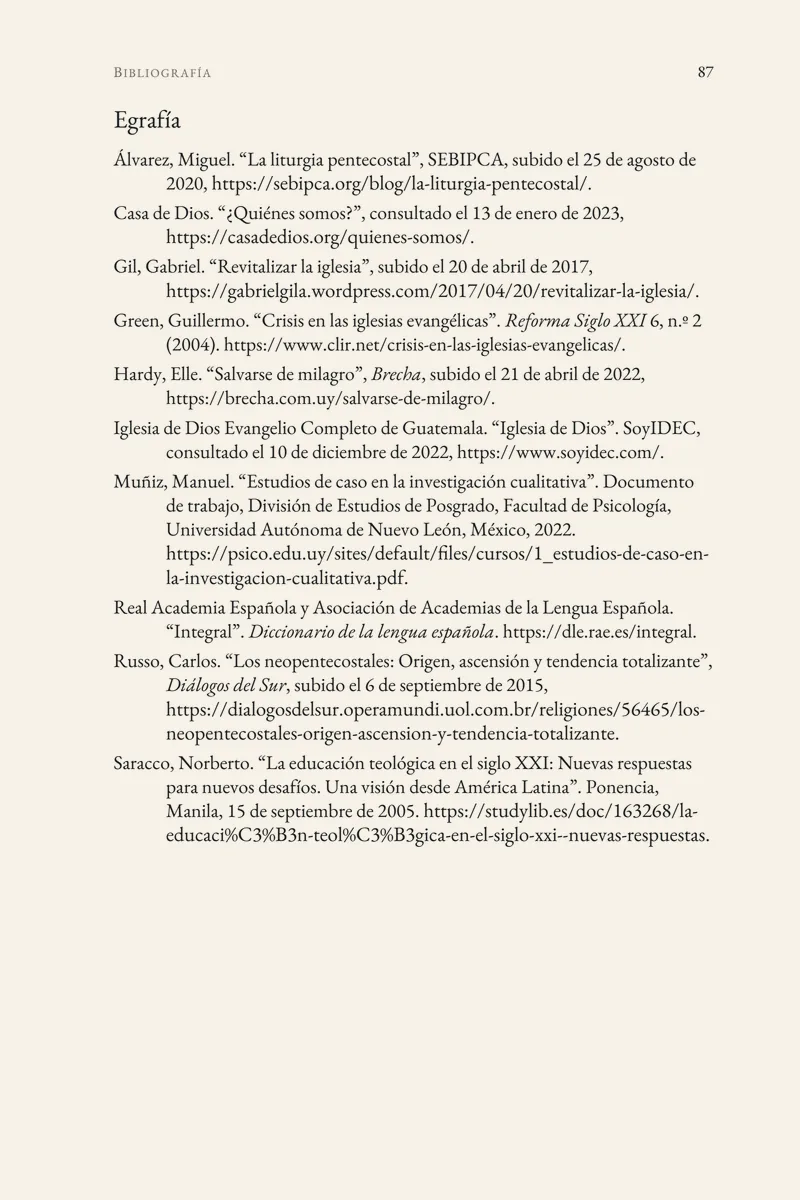 Bibliografía 87
Egrafía
Álvarez, Miguel. “La liturgia pentecostal”, SEBIPCA, subido el 25 de agosto de
2020, https://sebipca.org/blog/la-liturgia-pentecostal/.
Casa de Dios. “¿Quiénes somos?”, consultado el 13 de enero de 2023,
https://casadedios.org/quienes-somos/.
Gil, Gabriel. “Revitalizar la iglesia”, subido el 20 de abril de 2017,
https://gabrielgila.wordpress.com/2017/04/20/revitalizar-la-iglesia/.
Green, Guillermo. “Crisis en las iglesias evangélicas”. Reforma Siglo XXI 6, n.º 2
(2004). https://www.clir.net/crisis-en-las-iglesias-evangelicas/.
Hardy, Elle. “Salvarse de milagro”, Brecha, subido el 21 de abril de 2022,
https://brecha.com.uy/salvarse-de-milagro/.
Iglesia de Dios Evangelio Completo de Guatemala. “Iglesia de Dios”. SoyIDEC,
consultado el 10 de diciembre de 2022, https://www.soyidec.com/.
Muñiz, Manuel. “Estudios de caso en la investigación cualitativa”. Documento
de trabajo, División de Estudios de Posgrado, Facultad de Psicología,
Universidad Autónoma de Nuevo León, México, 2022.
https://psico.edu.uy/sites/default/files/cursos/1_estudios-de-caso-en-
la-investigacion-cualitativa.pdf.
Real Academia Española y Asociación de Academias de la Lengua Española.
“Integral”. Diccionario de la lengua española. https://dle.rae.es/integral.
Russo, Carlos. “Los neopentecostales: Origen, ascensión y tendencia totalizante”,
Diálogos del Sur, subido el 6 de septiembre de 2015,
https://dialogosdelsur.operamundi.uol.com.br/religiones/56465/los-
neopentecostales-origen-ascension-y-tendencia-totalizante.
Saracco, Norberto. “La educación teológica en el siglo XXI: Nuevas respuestas
para nuevos desafíos. Una visión desde América Latina”. Ponencia,
Manila, 15 de septiembre de 2005. https://studylib.es/doc/163268/la-
educaci%C3%B3n-teol%C3%B3gica-en-el-siglo-xxi--nuevas-respuestas.